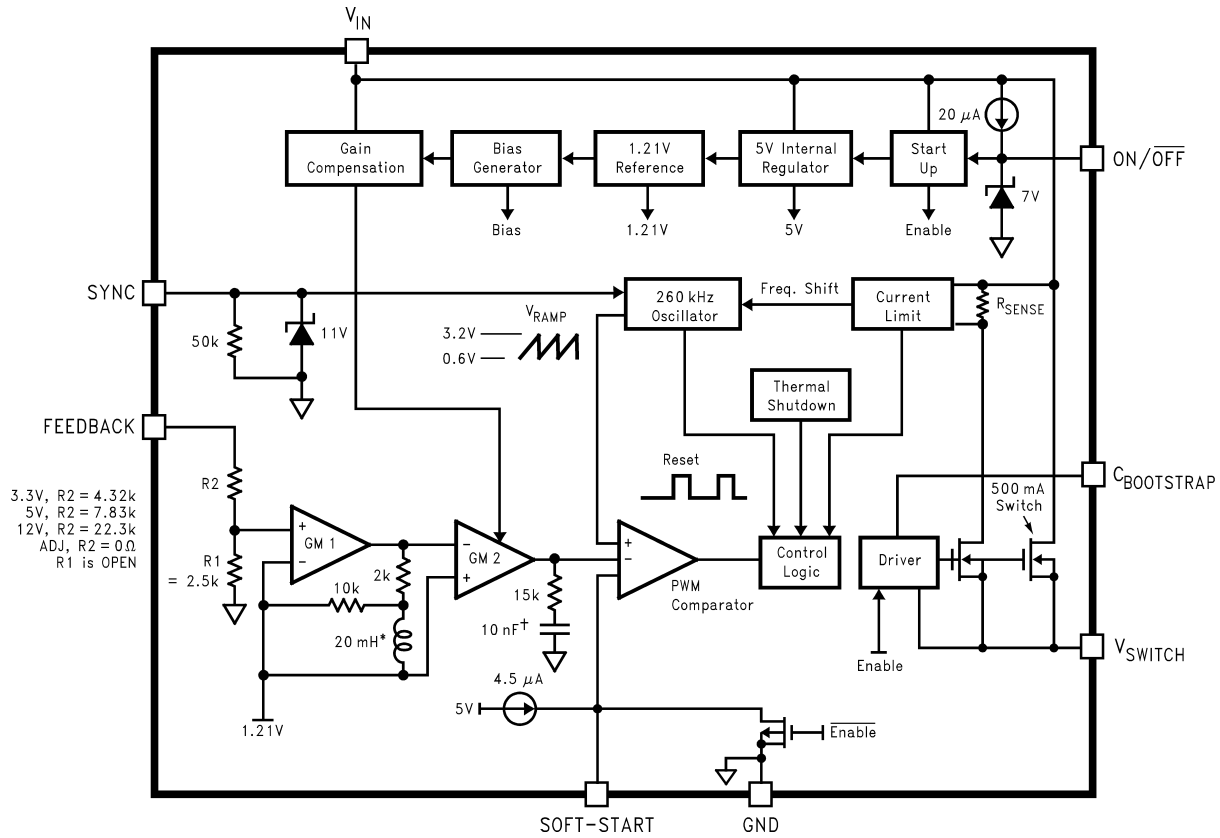 V_IN
20 μA
Gain
Compensation
Bias
Generator
1.21V
Reference
5V Internal
Regulator
Start
Up
ON/O̅F̅F̅
7V
Bias
1.21V
5V
Enable
SYNC
50k
11V
V_RAMP
3.2V
0.6V
260 kHz
Oscillator
Freq. Shift
Current
Limit
R_SENSE
Thermal
Shutdown
FEEDBACK
Reset
R2
3.3V, R2 = 4.32k
5V, R2 = 7.83k
12V, R2 = 22.3k
ADJ, R2 = 0Ω
R1 is OPEN
R1
= 2.5k
+
GM 1
−
2k
10k
20 mH*
1.21V
−
GM 2
+
15k
10 nF†
+
−
PWM
Comparator
Control
Logic
Driver
500 mA
Switch
C_BOOTSTRAP
Enable
V_SWITCH
4.5 μA
5V
E̅n̅a̅b̅l̅e̅
SOFT-START
GND